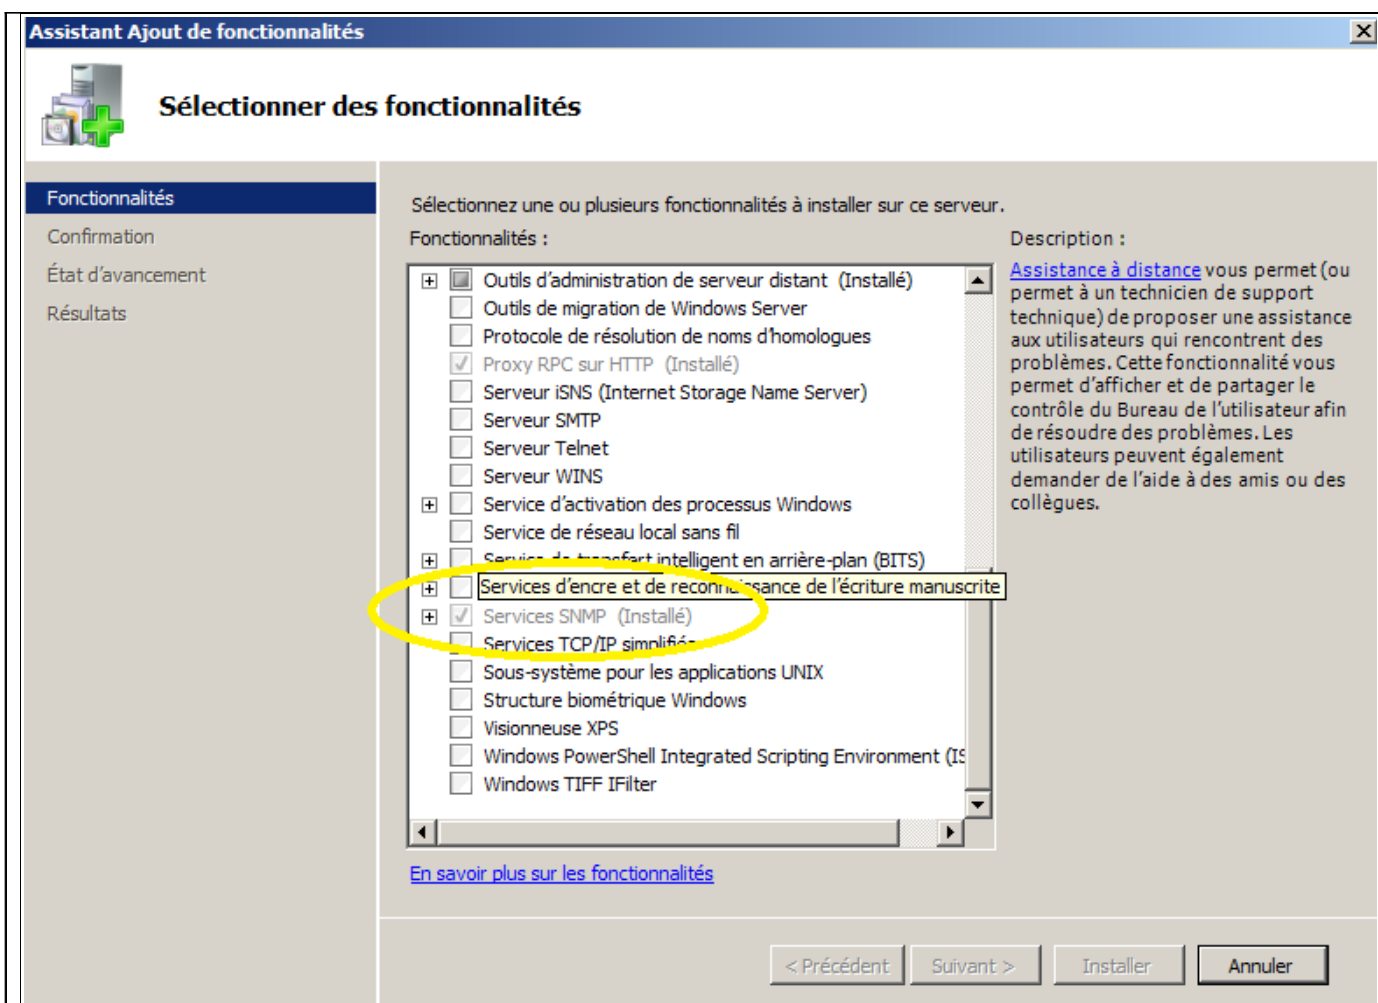 Assistant Ajout de fonctionnalités
Sélectionner des fonctionnalités
Fonctionnalités
Confirmation
État d'avancement
Résultats
Sélectionnez une ou plusieurs fonctionnalités à installer sur ce serveur.
Fonctionnalités :
Outils d'administration de serveur distant (Installé)
Outils de migration de Windows Server
Protocole de résolution de noms d'homologues
Proxy RPC sur HTTP (Installé)
Serveur iSNS (Internet Storage Name Server)
Serveur SMTP
Serveur Telnet
Serveur WINS
Service d'activation des processus Windows
Service de réseau local sans fil
Service de transfert intelligent en arrière-plan (BITS)
Services d'encre et de reconnaissance de l'écriture manuscrite
Services SNMP (Installé)
Services TCP/IP simplifiés
Sous-système pour les applications UNIX
Structure biométrique Windows
Visionneuse XPS
Windows PowerShell Integrated Scripting Environment (IS
Windows TIFF IFilter
En savoir plus sur les fonctionnalités
Description :
Assistance à distance vous permet (ou
permet à un technicien de support
technique) de proposer une assistance
aux utilisateurs qui rencontrent des
problèmes. Cette fonctionnalité vous
permet d'afficher et de partager le
contrôle du Bureau de l'utilisateur afin
de résoudre des problèmes. Les
utilisateurs peuvent également
demander de l'aide à des amis ou des
collègues.
< Précédent
Suivant >
Installer
Annuler